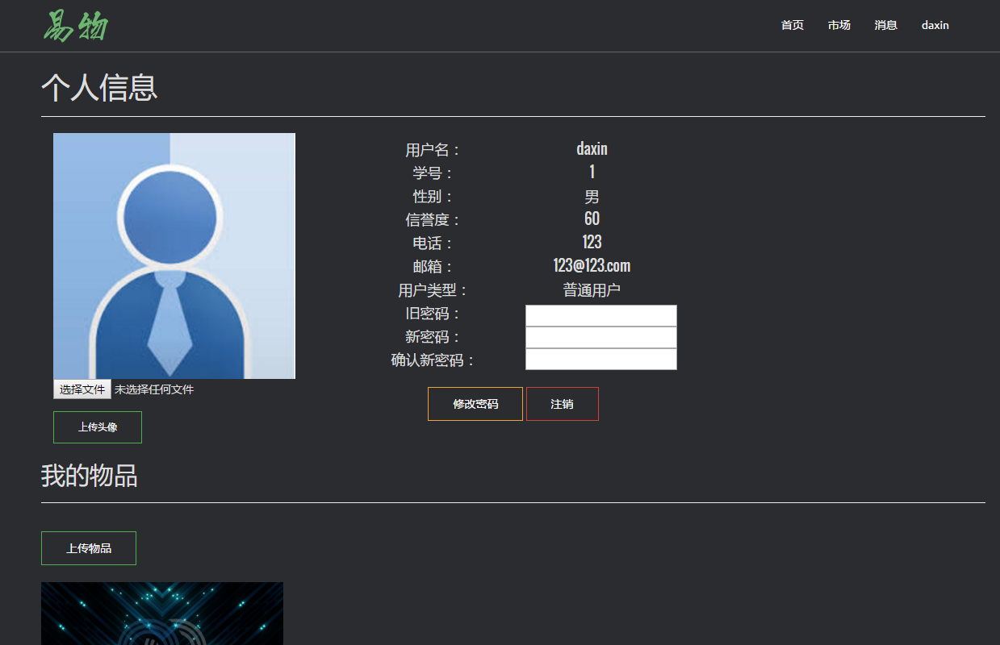 易物
首页 市场 消息 daxin
个人信息
用户名： daxin
学号： 1
性别： 男
信誉度： 60
电话： 123
邮箱： 123@123.com
用户类型： 普通用户
旧密码：
新密码：
确认新密码：
选择文件 未选择任何文件
修改密码 注销
上传头像
我的物品
上传物品